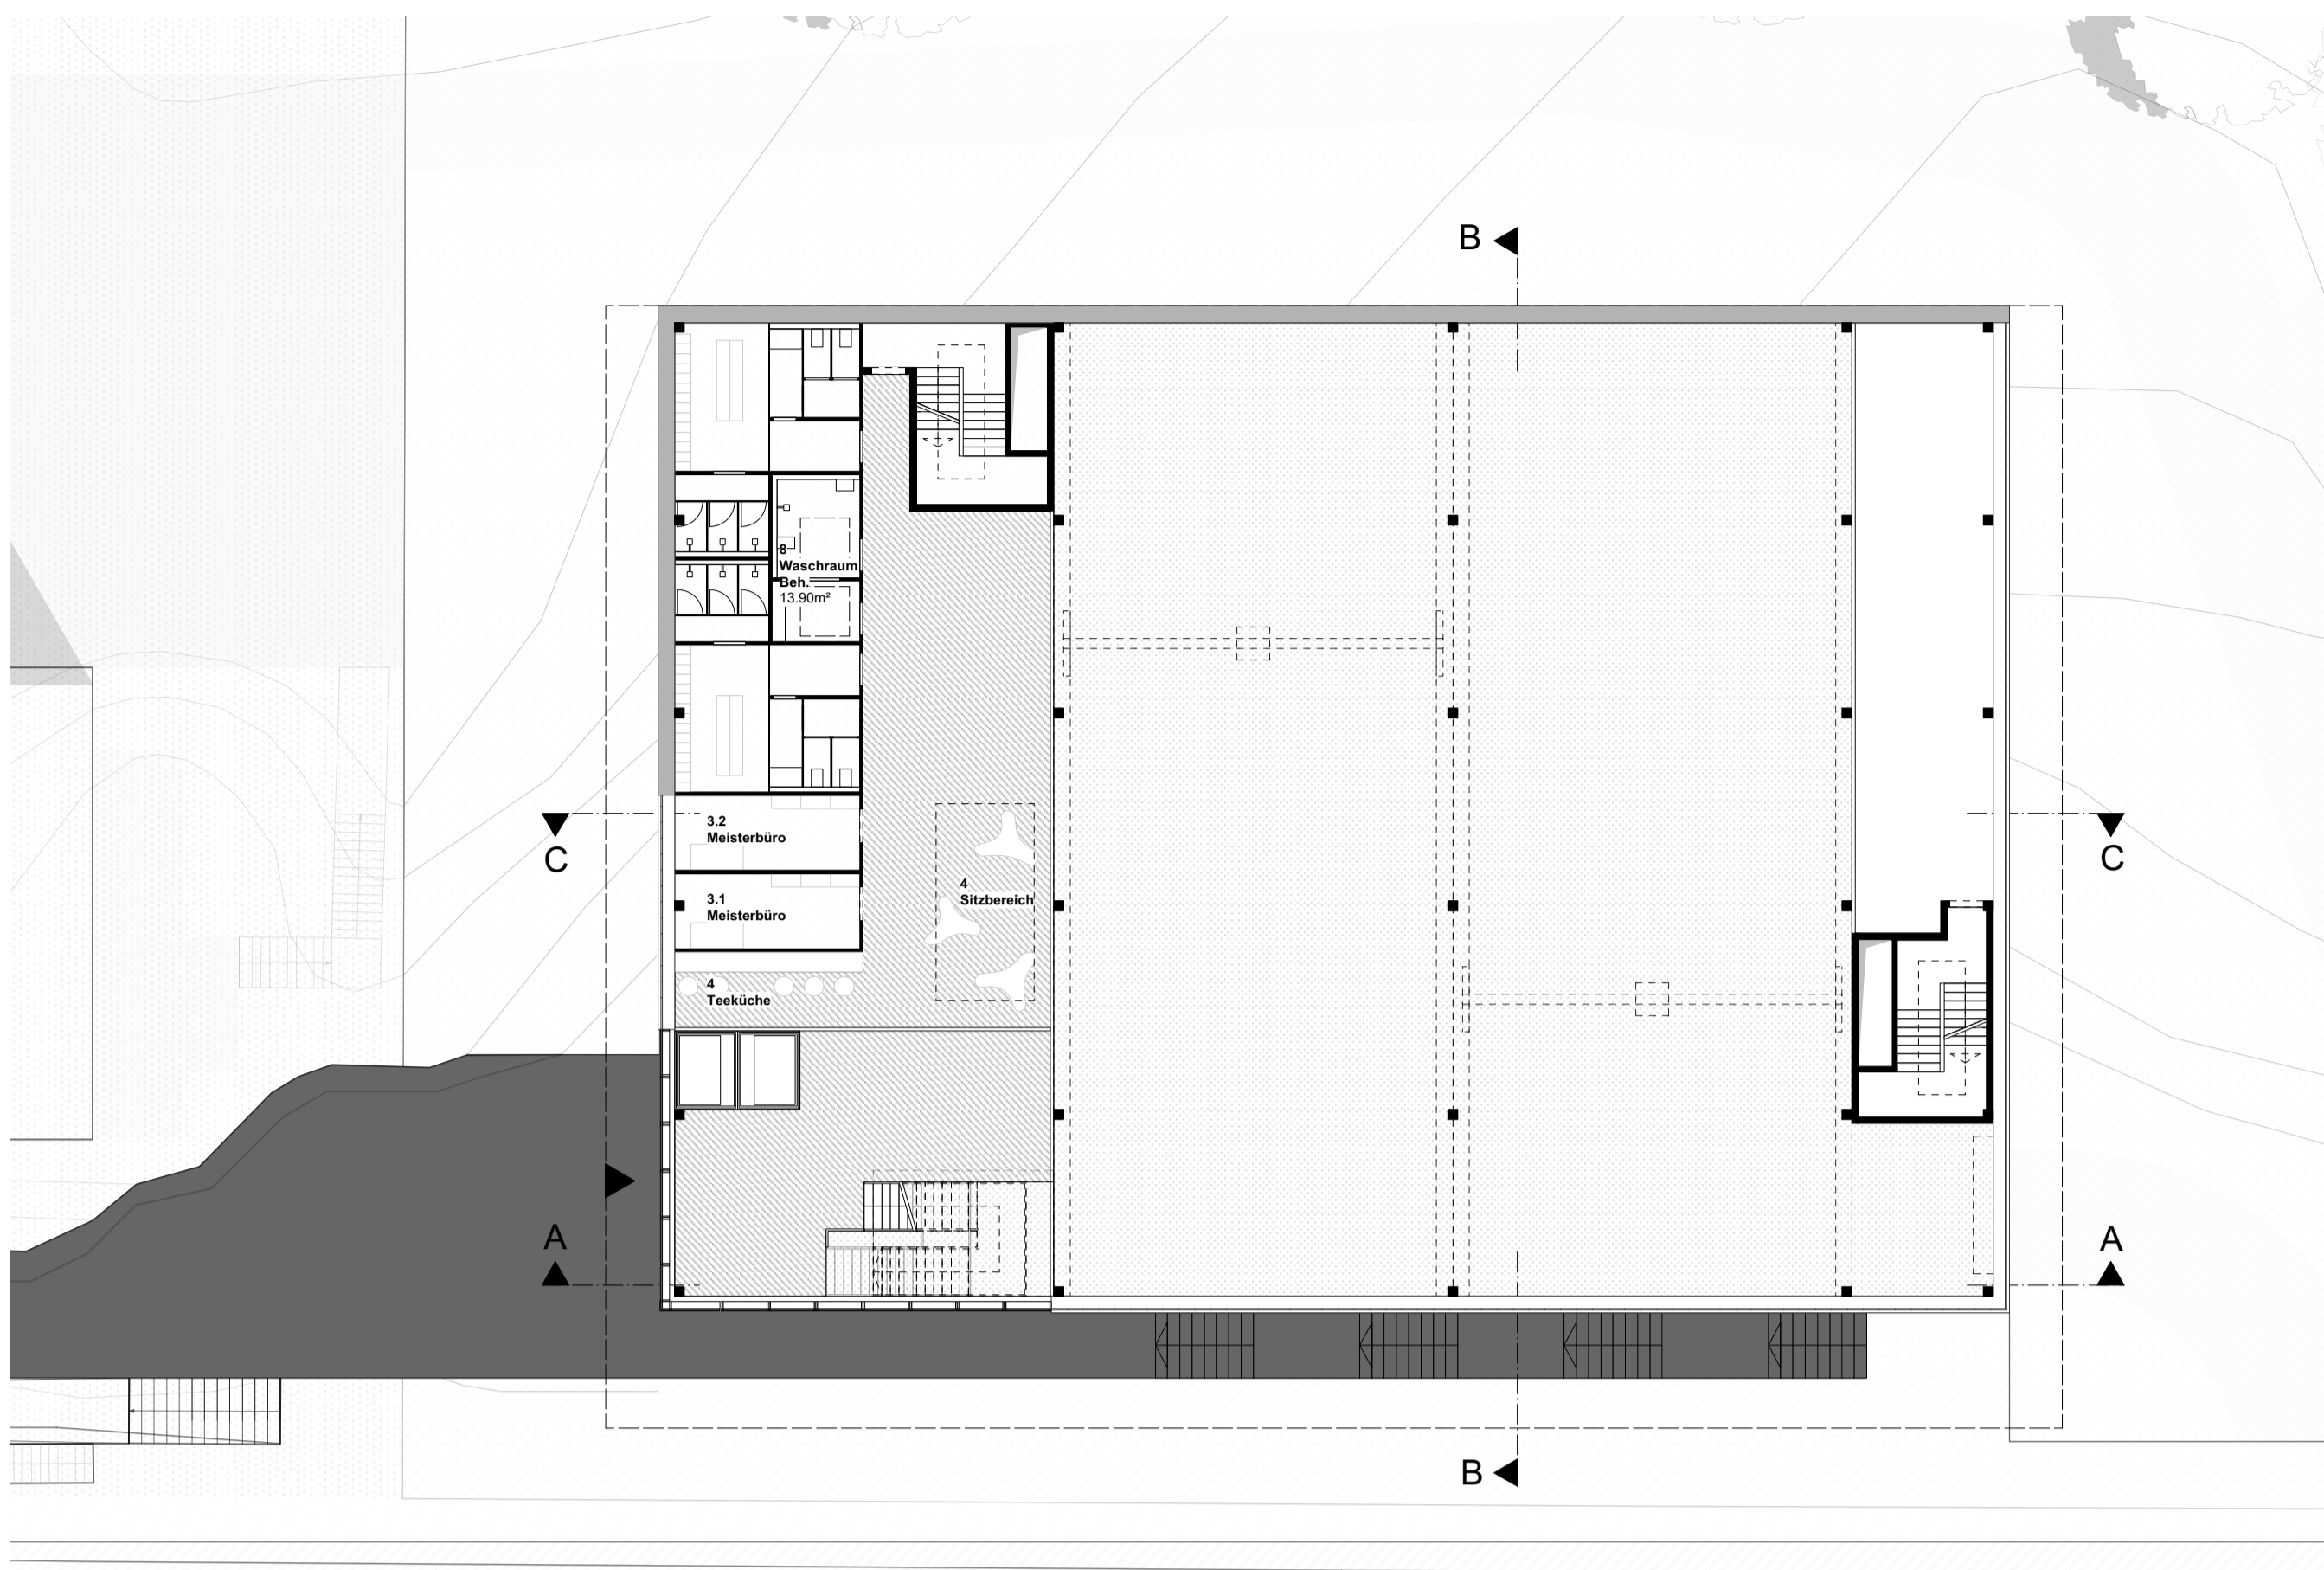 B
8
Waschraum
Beh.
13.90m²
3.2
Meisterbüro
C
C
3.1
Meisterbüro
4
Sitzbereich
4
Teeküche
A
A
B